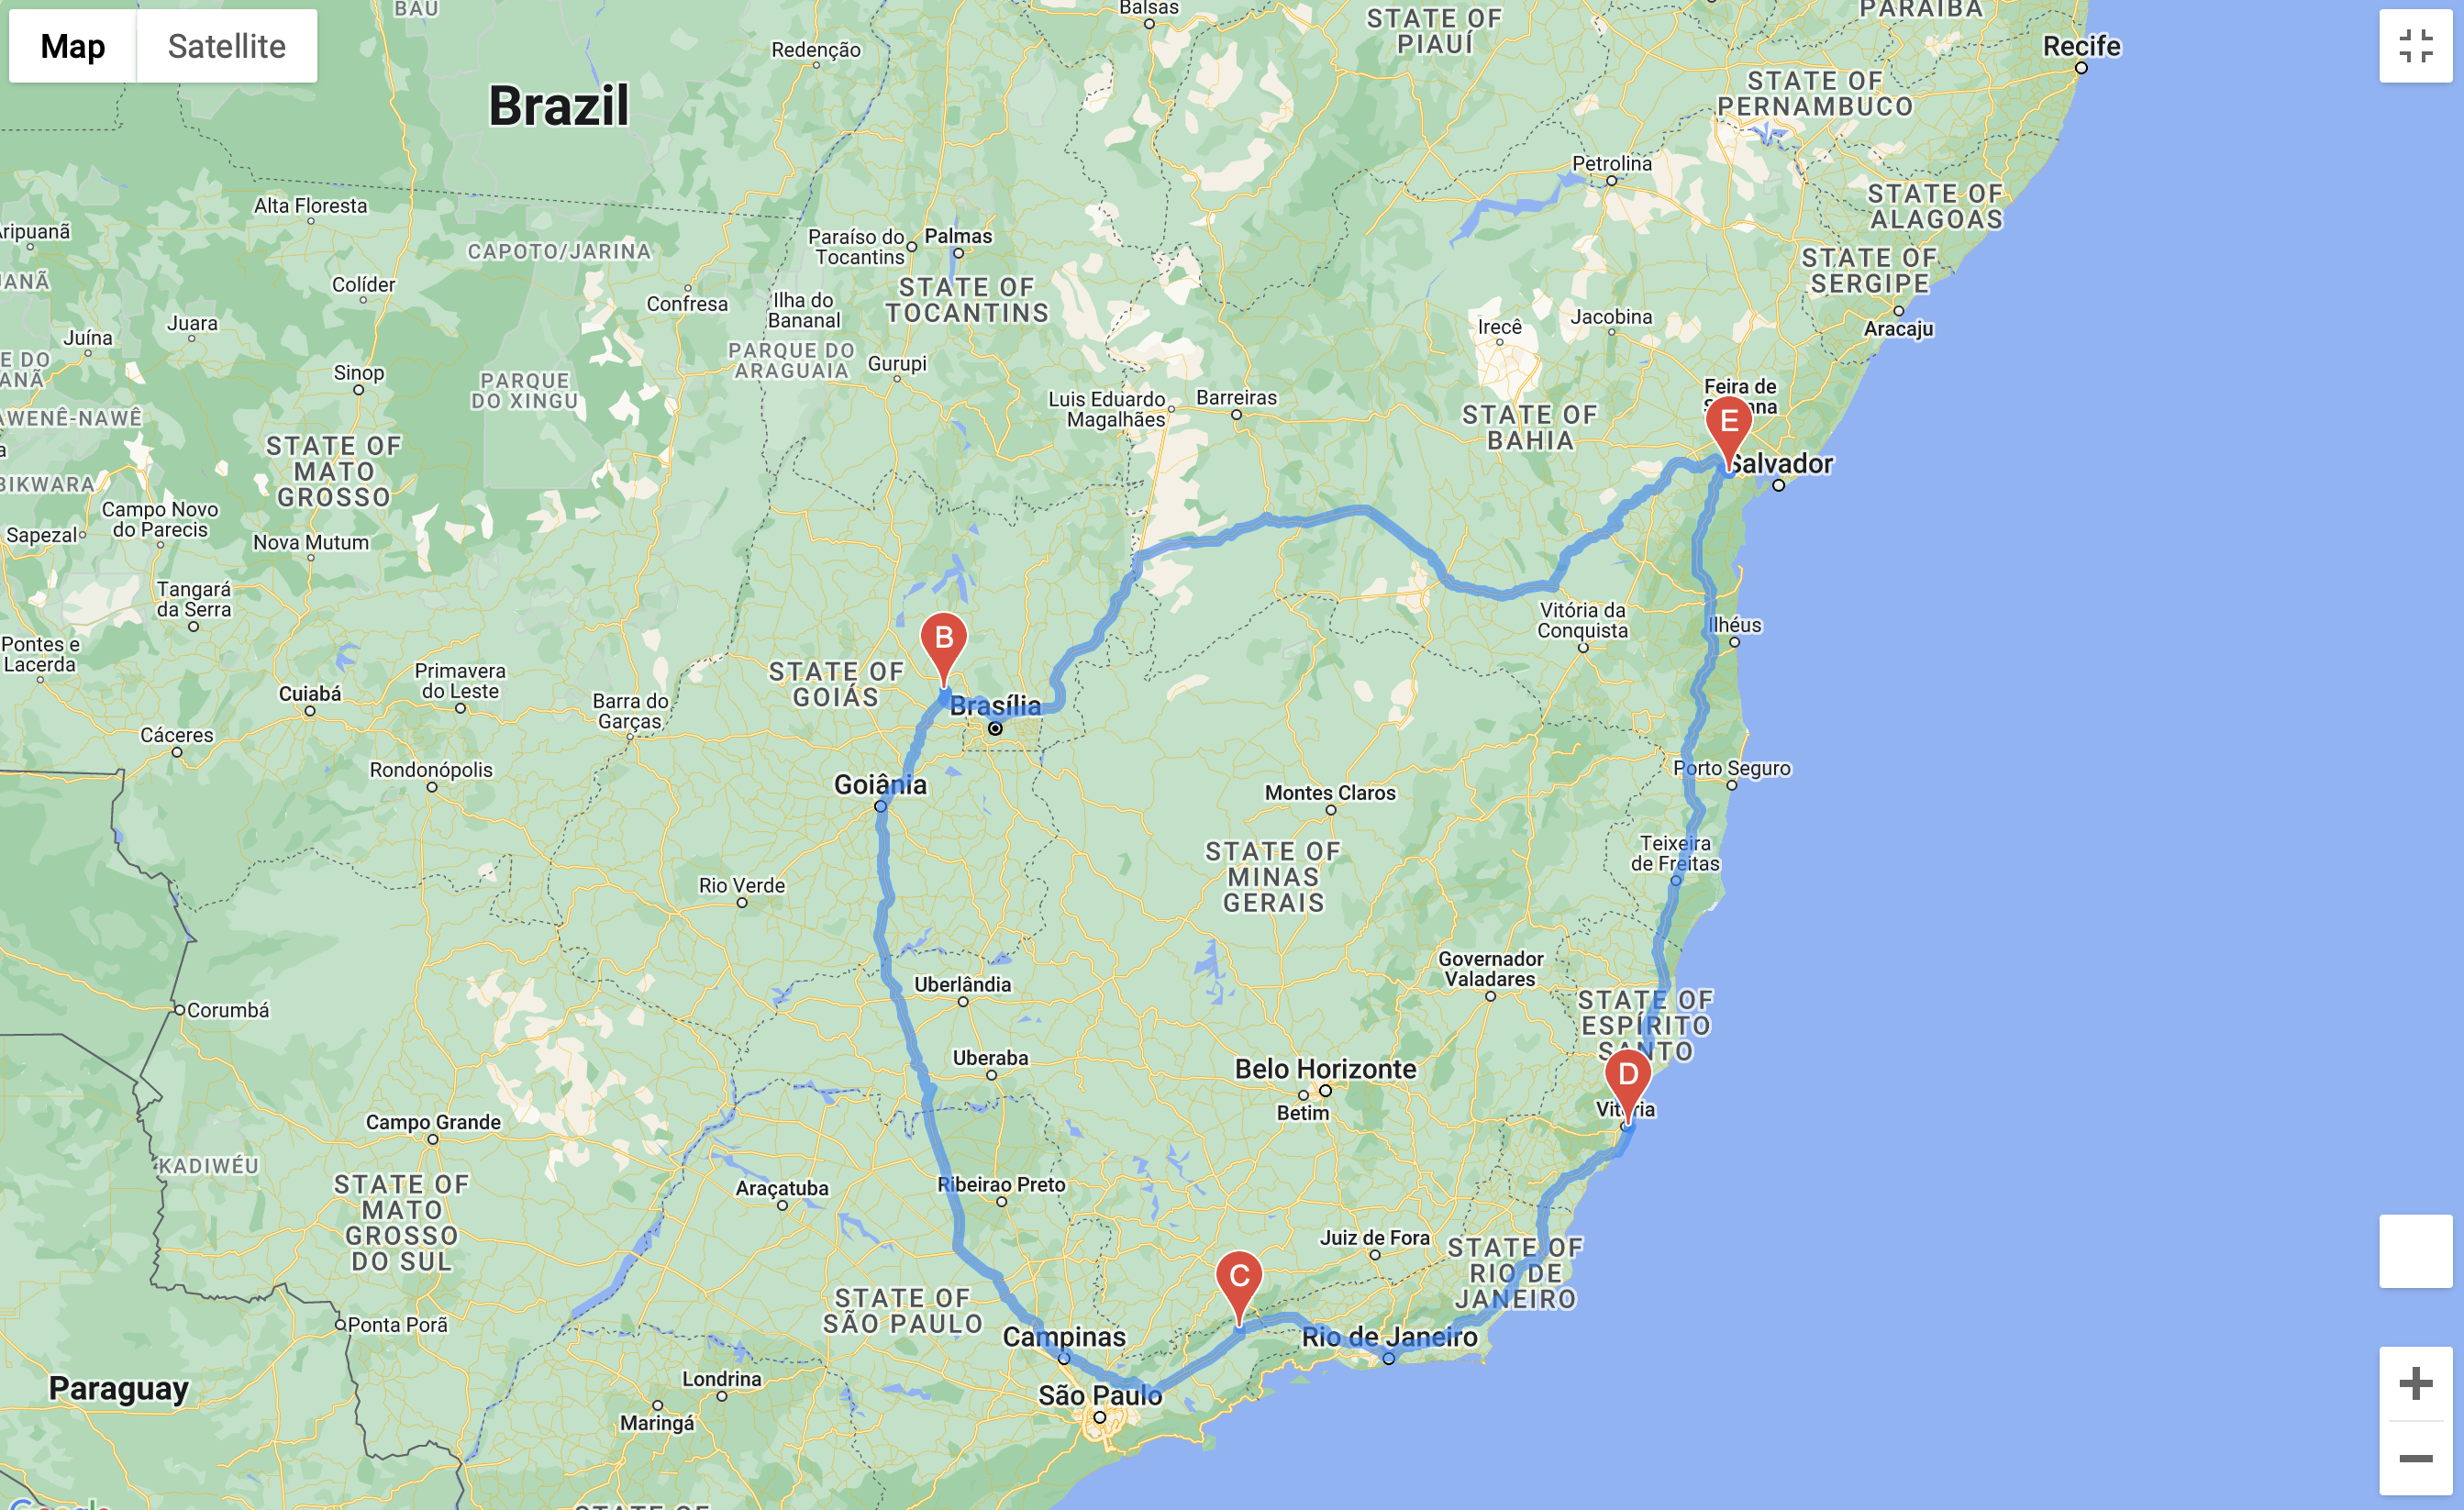 Map
Satellite
BAÚ
Balsas
STATE OF
PIAUÍ
PARAÍBA
Redenção
Recife
Brazil
STATE OF
PERNAMBUCO
Petrolina
Alta Floresta
STATE OF
ALAGOAS
Aripuanã
Paraíso do
Tocantins
Palmas
CAPOTO/JARINA
STATE OF
SERGIPE
Colíder
STATE OF
TOCANTINS
Confresa
Ilha do
Bananal
Aracaju
Juína
Juara
Irecê
Jacobina
PARQUE DO
ARAGUAIA
Gurupi
Sinop
PARQUE
DO XINGU
Luis Eduardo
Magalhães
Barreiras
Feira de
STATE OF
BAHIA
E
AWENÊ-NAWÊ
STATE OF
MATO
GROSSO
Salvador
BIKWARA
Campo Novo
do Parecis
Sapezal
Nova Mutum
Tangará
da Serra
Vitória da
Conquista
Ilhéus
B
Pontes e
Lacerda
Primavera
do Leste
STATE OF
GOIÁS
Cuiabá
Barra do
Garças
Brasília
Cáceres
Rondonópolis
Porto Seguro
Goiânia
Montes Claros
Teixeira
de Freitas
STATE OF
MINAS
GERAIS
Rio Verde
Governador
Valadares
Uberlândia
STATE OF
ESPÍRITO
SANTO
Corumbá
Uberaba
Belo Horizonte
Betim
D
Vitória
Campo Grande
KADIWÉU
STATE OF
MATO
GROSSO
DO SUL
Araçatuba
Ribeirao Preto
Juiz de Fora
STATE OF
RIO DE
JANEIRO
C
STATE OF
SÃO PAULO
Ponta Porã
Campinas
Rio de Janeiro
Paraguay
Londrina
São Paulo
Maringá
STATE OF